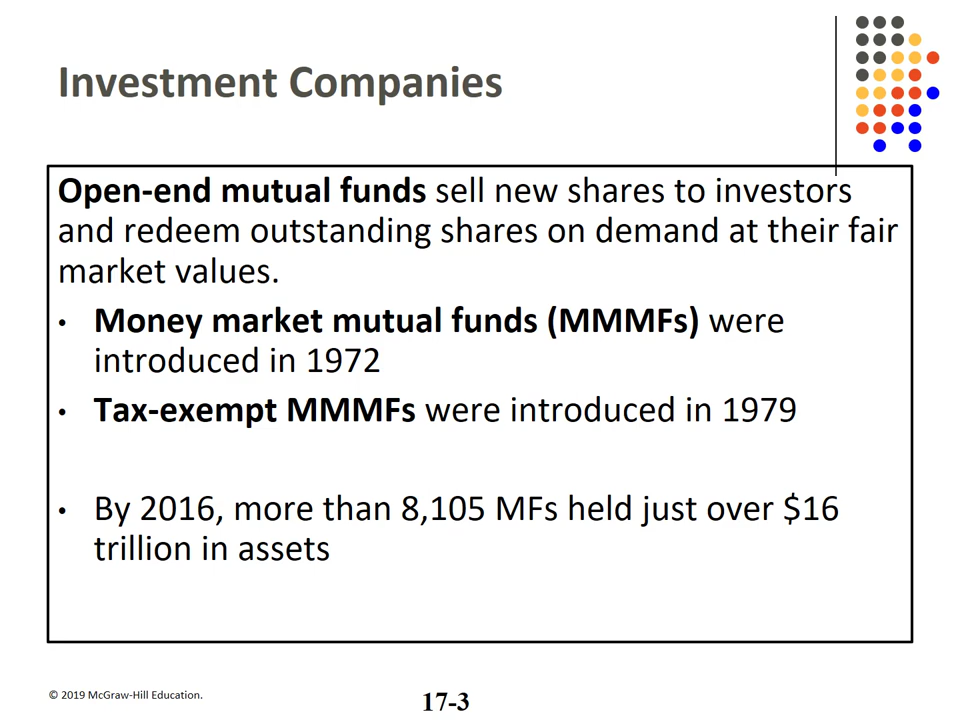 Investment Companies
Open-end mutual funds sell new shares to investors
and redeem outstanding shares on demand at their fair
market values.
• Money market mutual funds (MMMFs) were
introduced in 1972
• Tax-exempt MMMFs were introduced in 1979
• By 2016, more than 8,105 MFs held just over $16
trillion in assets
© 2019 McGraw-Hill Education.
17-3